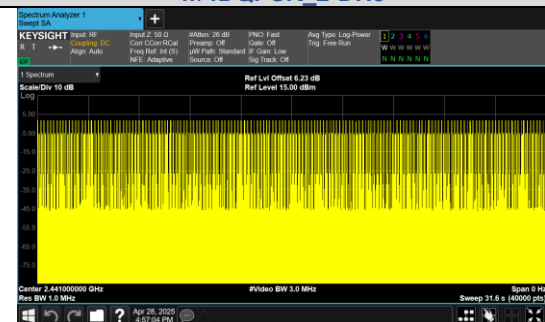 Spectrum Analyzer 1
Swept SA
+
KEYSIGHT Input: RF Input Z: 50 Ω #Atten: 26 dB PNO: Fast Avg Type: Log-Power 1 2 3 4 5 6
R T Coupling: DC Corr CCorr RCal Preamp: Off Gate: Off Trig: Free Run W W W W W W
Align: Auto Freq Ref: Int (S) µW Path: Standard IF Gain: Low N N N N N N
NFE: Adaptive Source: Off Sig Track: Off
1 Spectrum
Scale/Div 10 dB
Ref Lvl Offset 6.23 dB
Ref Level 15.00 dBm
Log
5.00
-5.00
-15.0
-25.0
-35.0
-45.0
-55.0
-65.0
-75.0
Center 2.441000000 GHz #Video BW 3.0 MHz Span 0 Hz
Res BW 1.0 MHz Sweep 31.6 s (40000 pts)
? Apr 28, 2025
4:57:04 PM